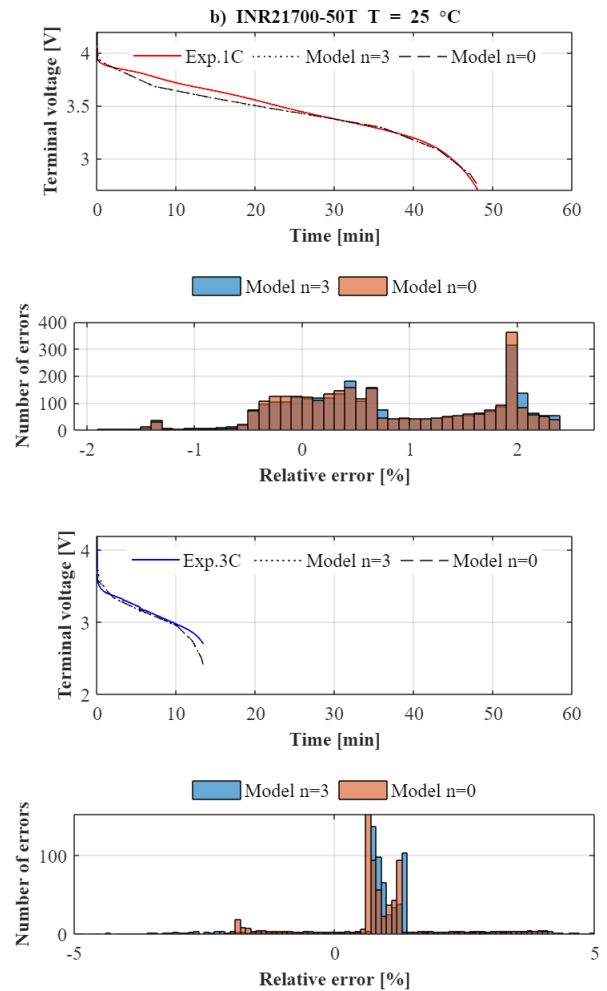 b) INR21700-50T T = 25 °C
Terminal voltage [V]
4
3.5
3
Exp.1C Model n=3 Model n=0
0 10 20 30 40 50 60
Time [min]
Model n=3 Model n=0
Number of errors
400
300
200
100
0
-2 -1 0 1 2
Relative error [%]
Terminal voltage [V]
4
3
2
Exp.3C Model n=3 Model n=0
0 10 20 30 40 50 60
Time [min]
Model n=3 Model n=0
Number of errors
100
0
-5 0 5
Relative error [%]